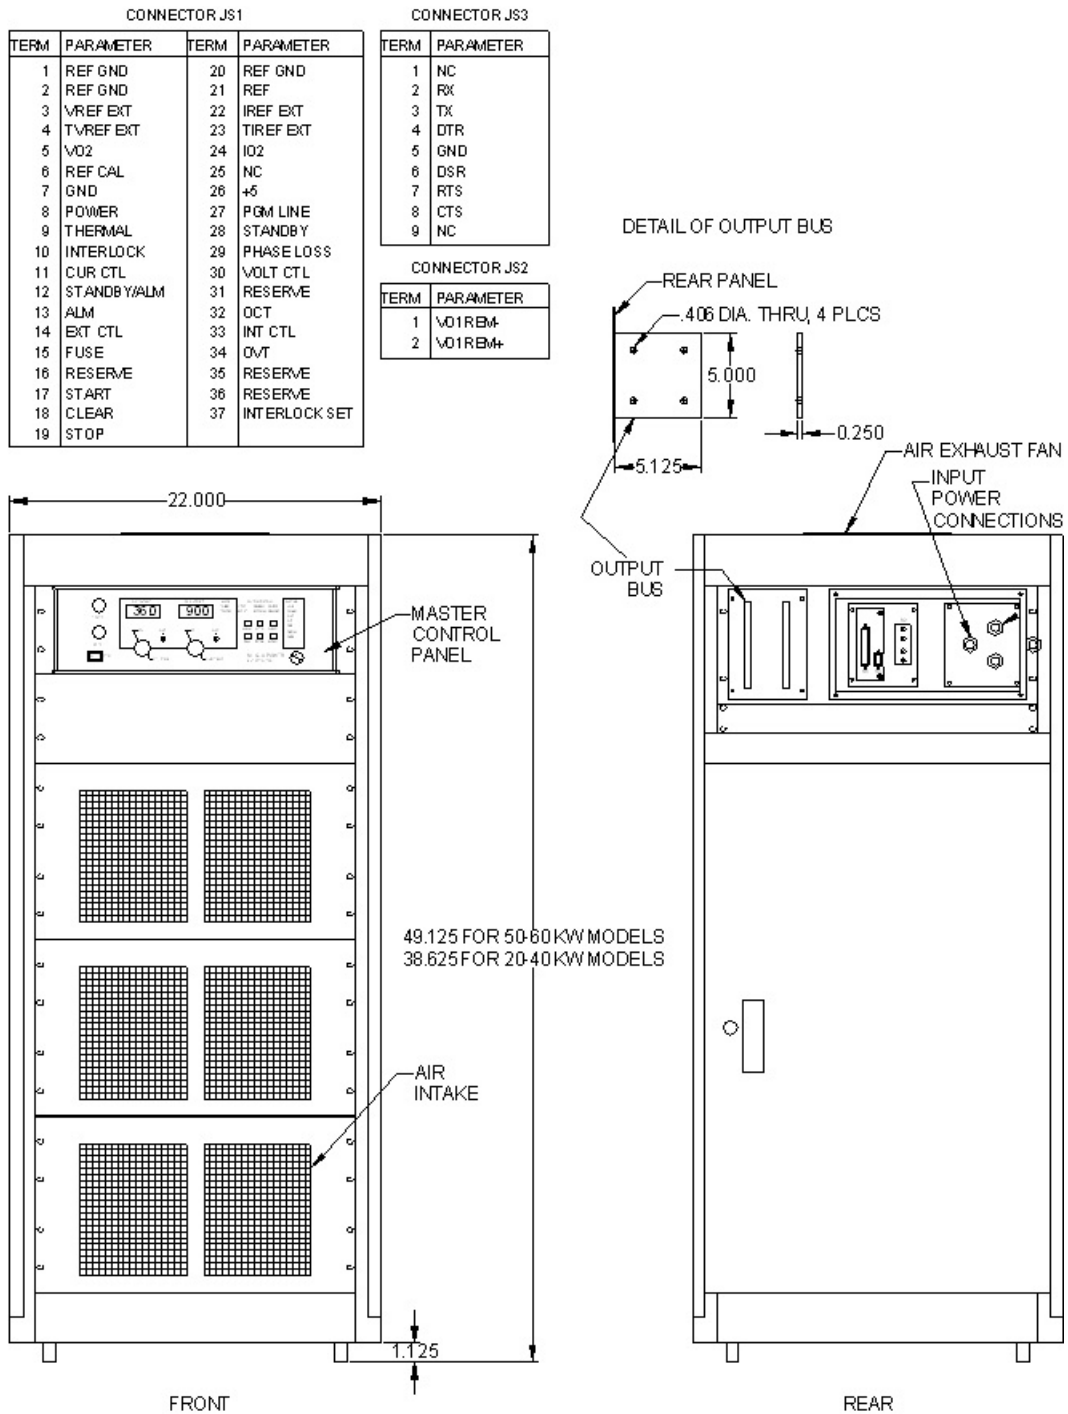 CONNECTOR JS1
TERM PARAMETER TERM PARAMETER
1 REF GND 20 REF GND
2 REF GND 21 REF
3 VREF EXT 22 IREF EXT
4 TVREF EXT 23 TIREF EXT
5 VO2 24 IO2
6 REF CAL 25 NC
7 GND 26 +5
8 POWER 27 PGM LINE
9 THERMAL 28 STANDBY
10 INTERLOCK 29 PHASE LOSS
11 CUR CTL 30 VOLT CTL
12 STANDBY/ALM 31 RESERVE
13 ALM 32 OCT
14 EXT CTL 33 INT CTL
15 FUSE 34 OVT
16 RESERVE 35 RESERVE
17 START 36 RESERVE
18 CLEAR 37 INTERLOCK SET
19 STOP
CONNECTOR JS3
TERM PARAMETER
1 NC
2 RX
3 TX
4 DTR
5 GND
6 DSR
7 RTS
8 CTS
9 NC
CONNECTOR JS2
TERM PARAMETER
1 VO1 REM-
2 VO1 REM+
DETAIL OF OUTPUT BUS
REAR PANEL
.406 DIA. THRU, 4 PLCS
5.000
0.250
5.125
AIR EXHAUST FAN
INPUT
POWER
CONNECTIONS
OUTPUT
BUS
22.000
360
900
MASTER
CONTROL
PANEL
49.125 FOR 50-60 KW MODELS
38.625 FOR 20-40 KW MODELS
AIR
INTAKE
1.125
FRONT
REAR